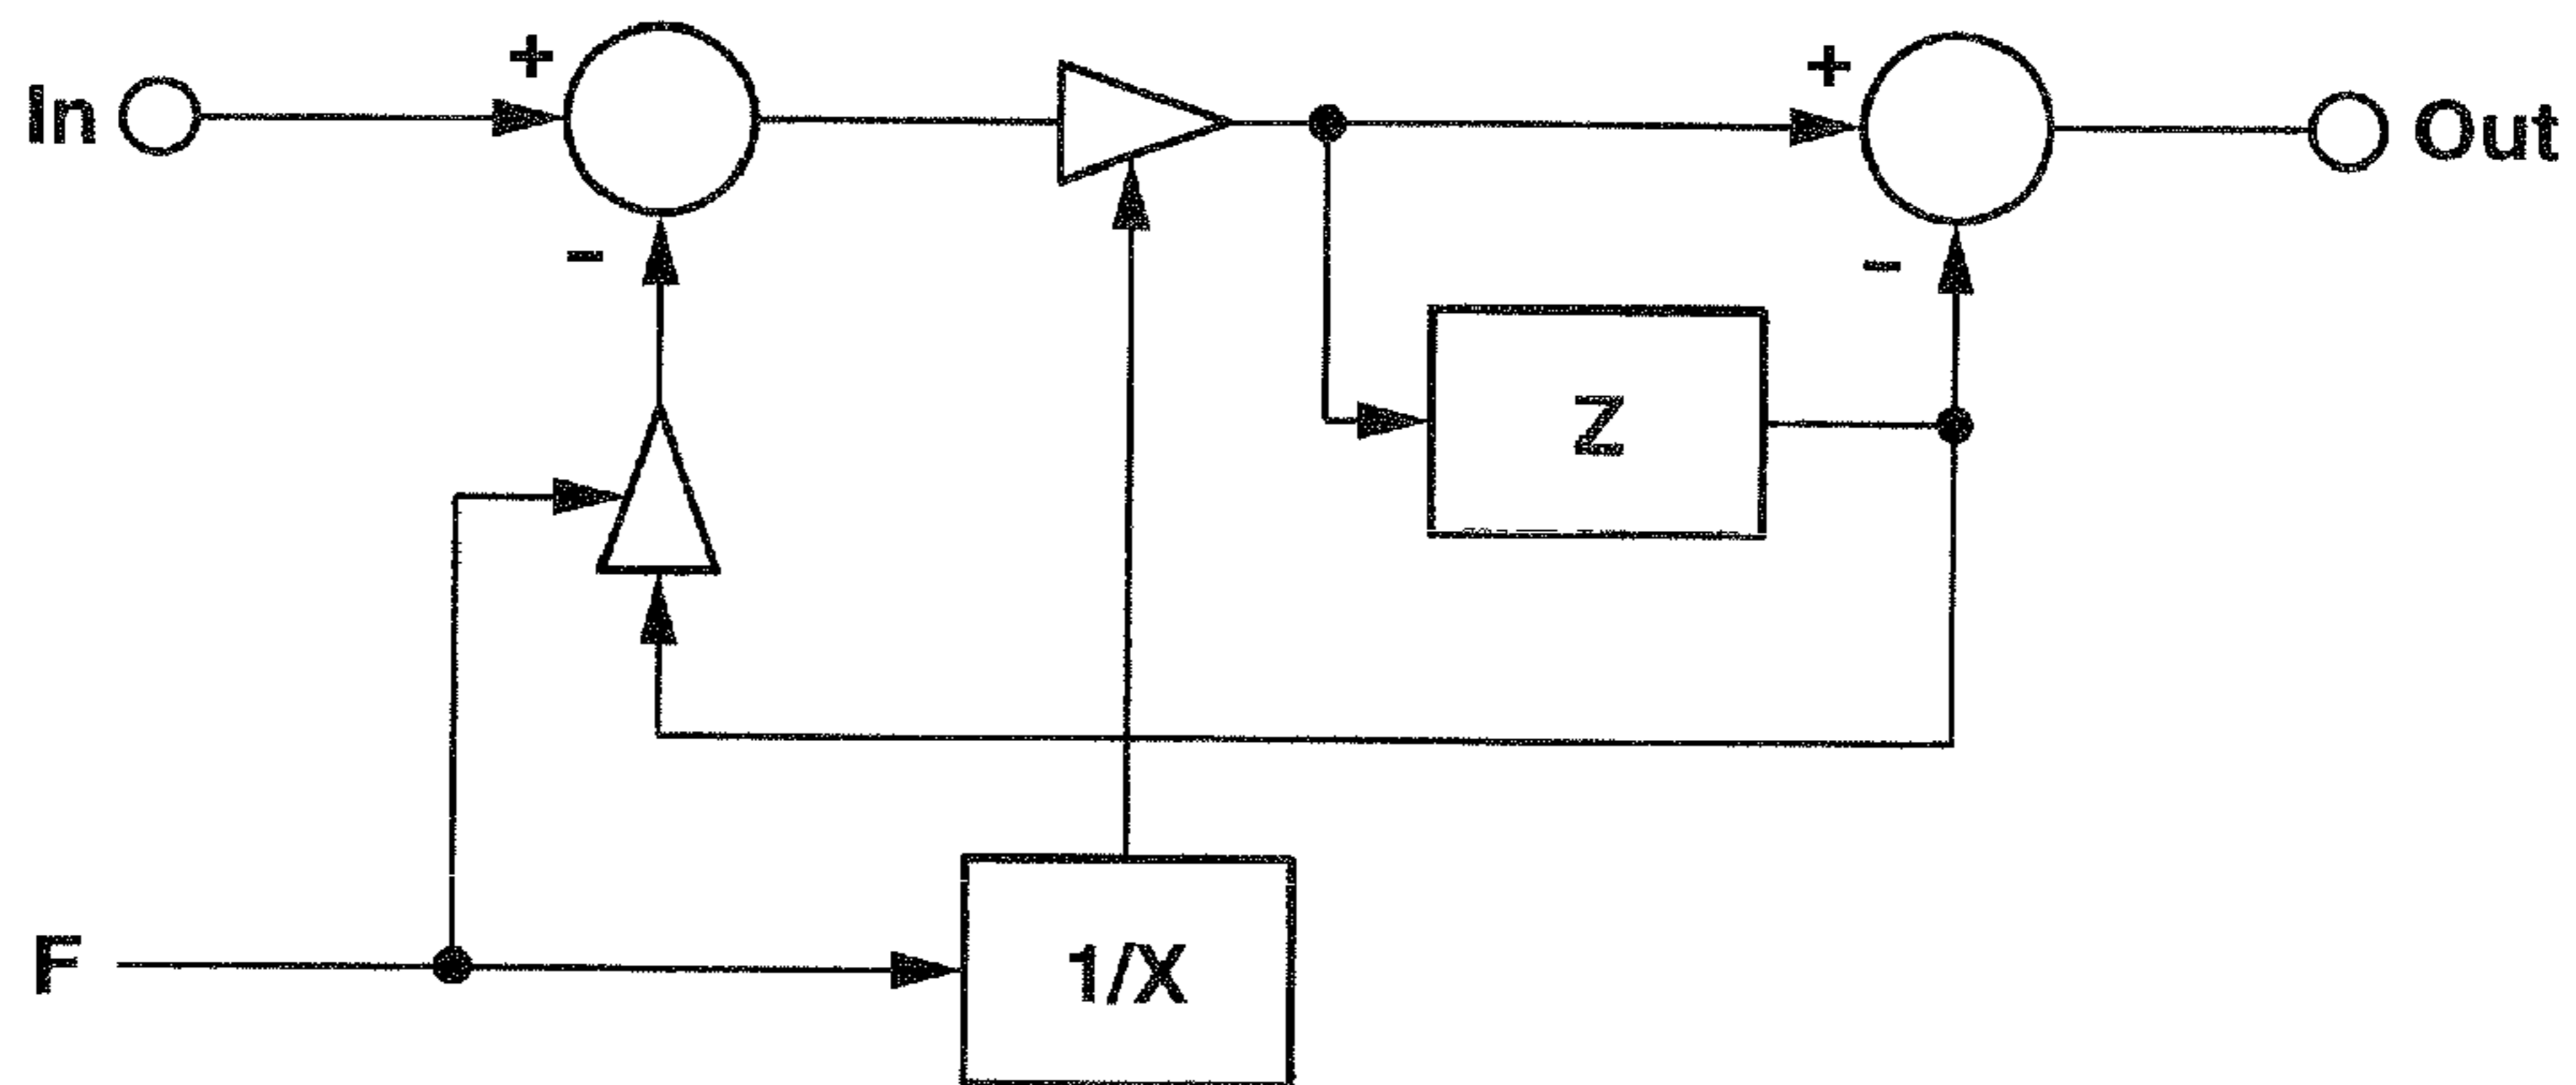 In
+
-
+
-
Out
Z
F
1/X